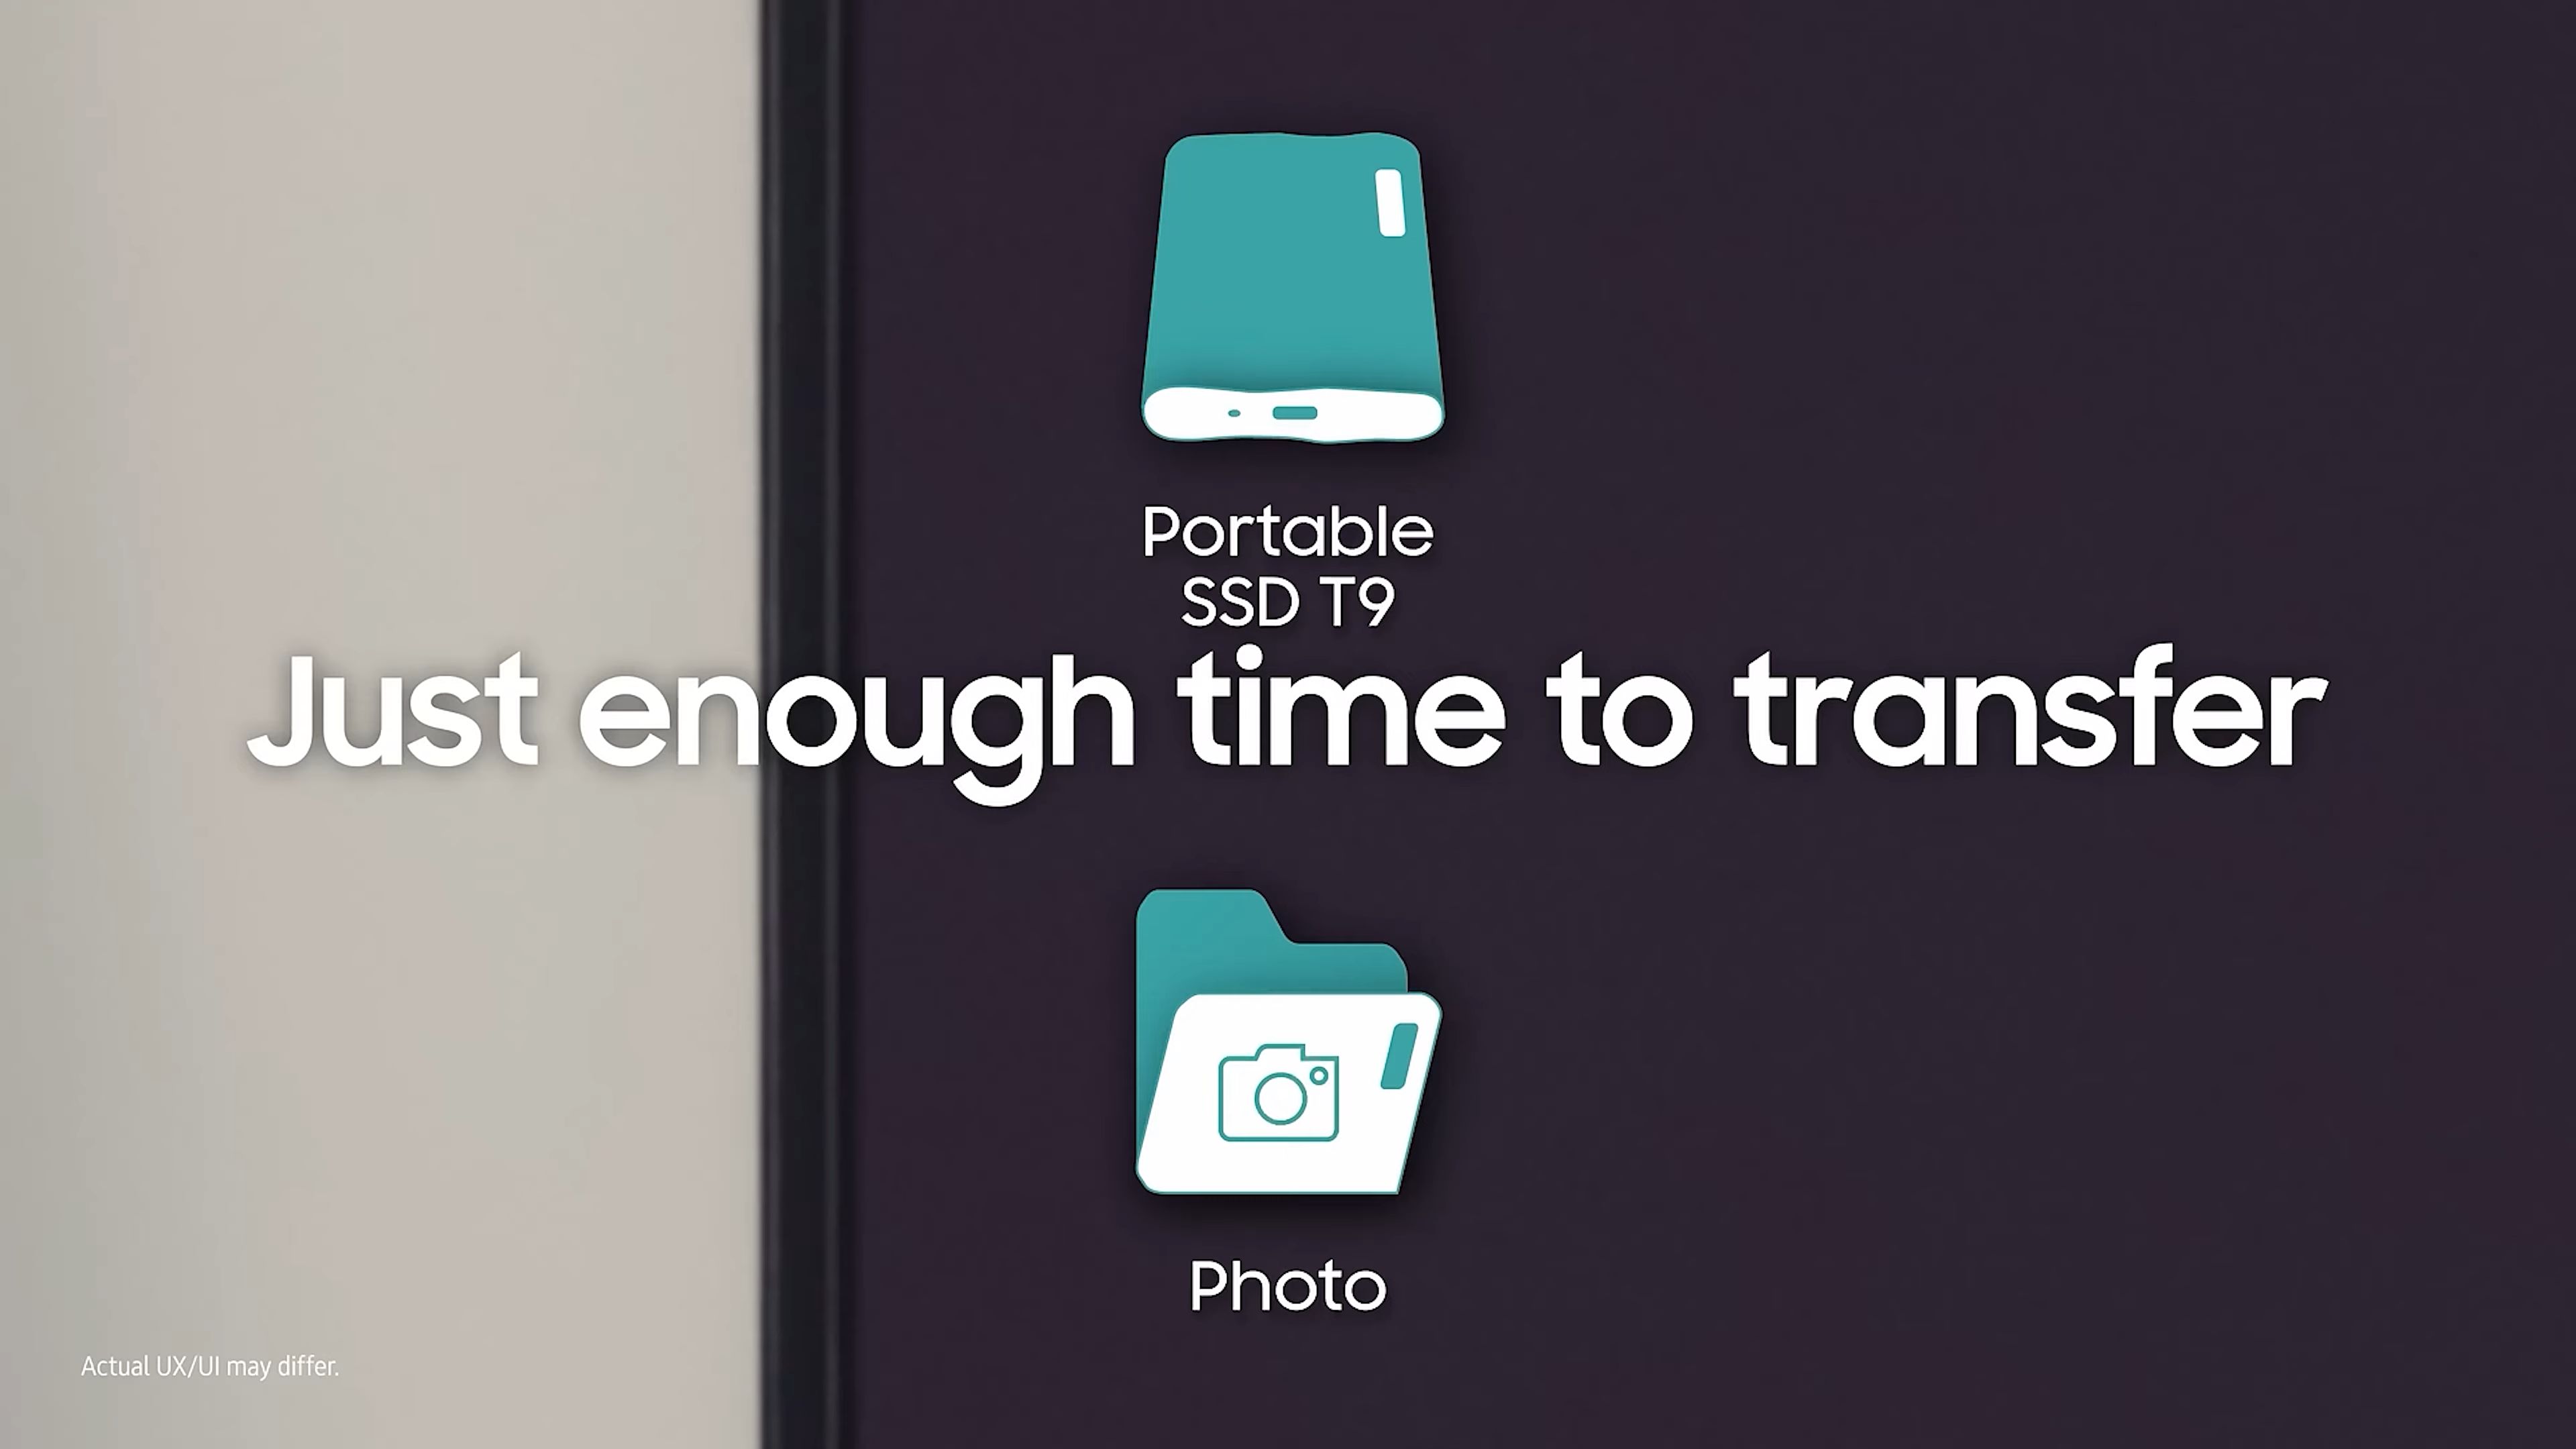 Portable
SSD T9
Just enough time to transfer
Photo
Actual UX/UI may differ.